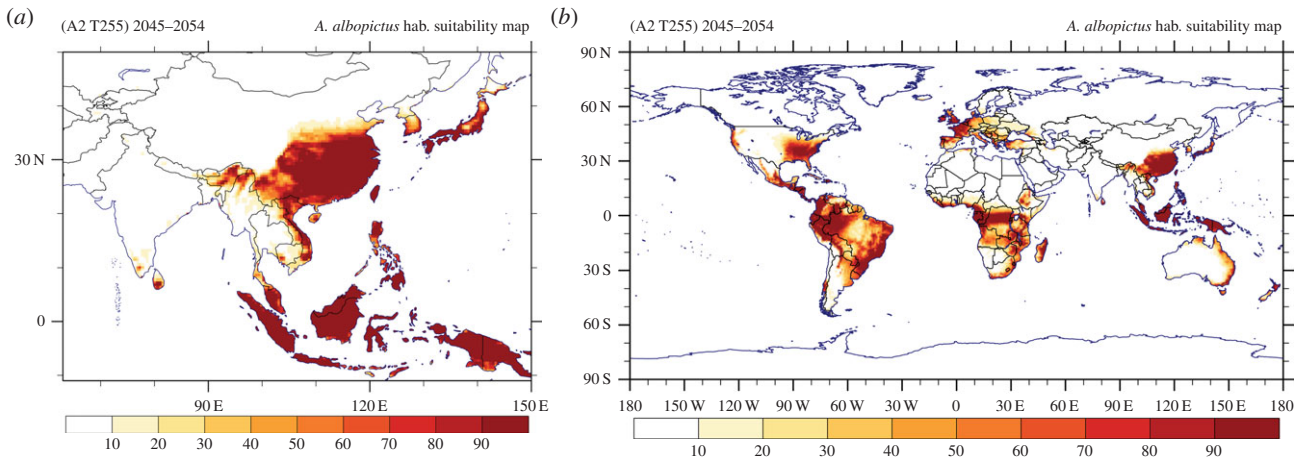 (a)
(A2 T255) 2045–2054 A. albopictus hab. suitability map
30 N
0
90 E 120 E 150 E
10 20 30 40 50 60 70 80 90
(b)
(A2 T255) 2045–2054 A. albopictus hab. suitability map
90 N
60 N
30 N
0
30 S
60 S
90 S
180 150 W 120 W 90 W 60 W 30 W 0 30 E 60 E 90 E 120 E 150 E 180
10 20 30 40 50 60 70 80 90